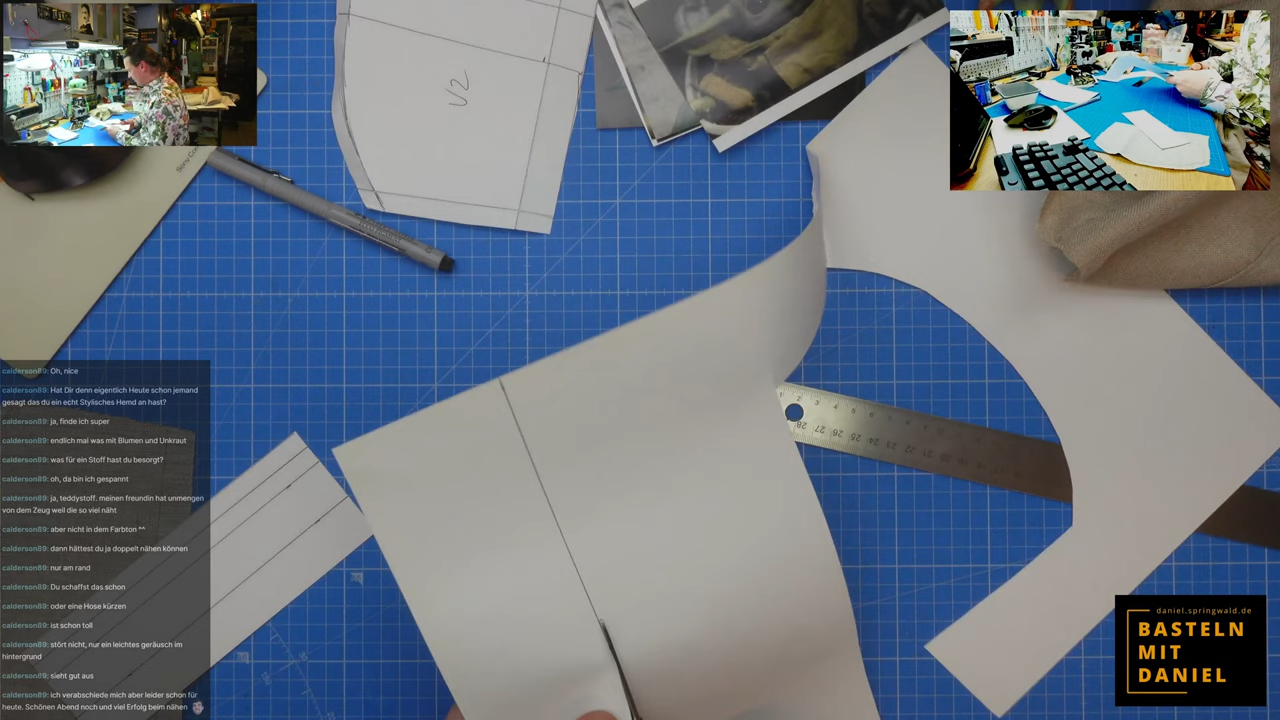 V2
Sony
calderson89: Oh, nice
calderson89: Hat Dir denn eigentlich Heute schon jemand
gesagt das du ein echt Stylisches Hemd an hast?
calderson89: ja, finde ich super
calderson89: endlich mal was mit Blumen und Unkraut
calderson89: was für ein Stoff hast du besorgt?
calderson89: oh, da bin ich gespannt
calderson89: ja, teddystoff. meinen freundin hat unmengen
von dem Zeug weil die so viel näht
calderson89: aber nicht in dem Farbton ^^
calderson89: dann hättest du ja doppelt nähen können
calderson89: nur am rand
calderson89: Du schaffst das schon
calderson89: oder eine Hose kürzen
calderson89: ist schon toll
calderson89: stört nicht, nur ein leichtes geräusch im
hintergrund
calderson89: sieht gut aus
calderson89: ich verabschiede mich aber leider schon für
heute. Schönen Abend noch und viel Erfolg beim nähen
daniel.springwald.de
BASTELN
MIT
DANIEL